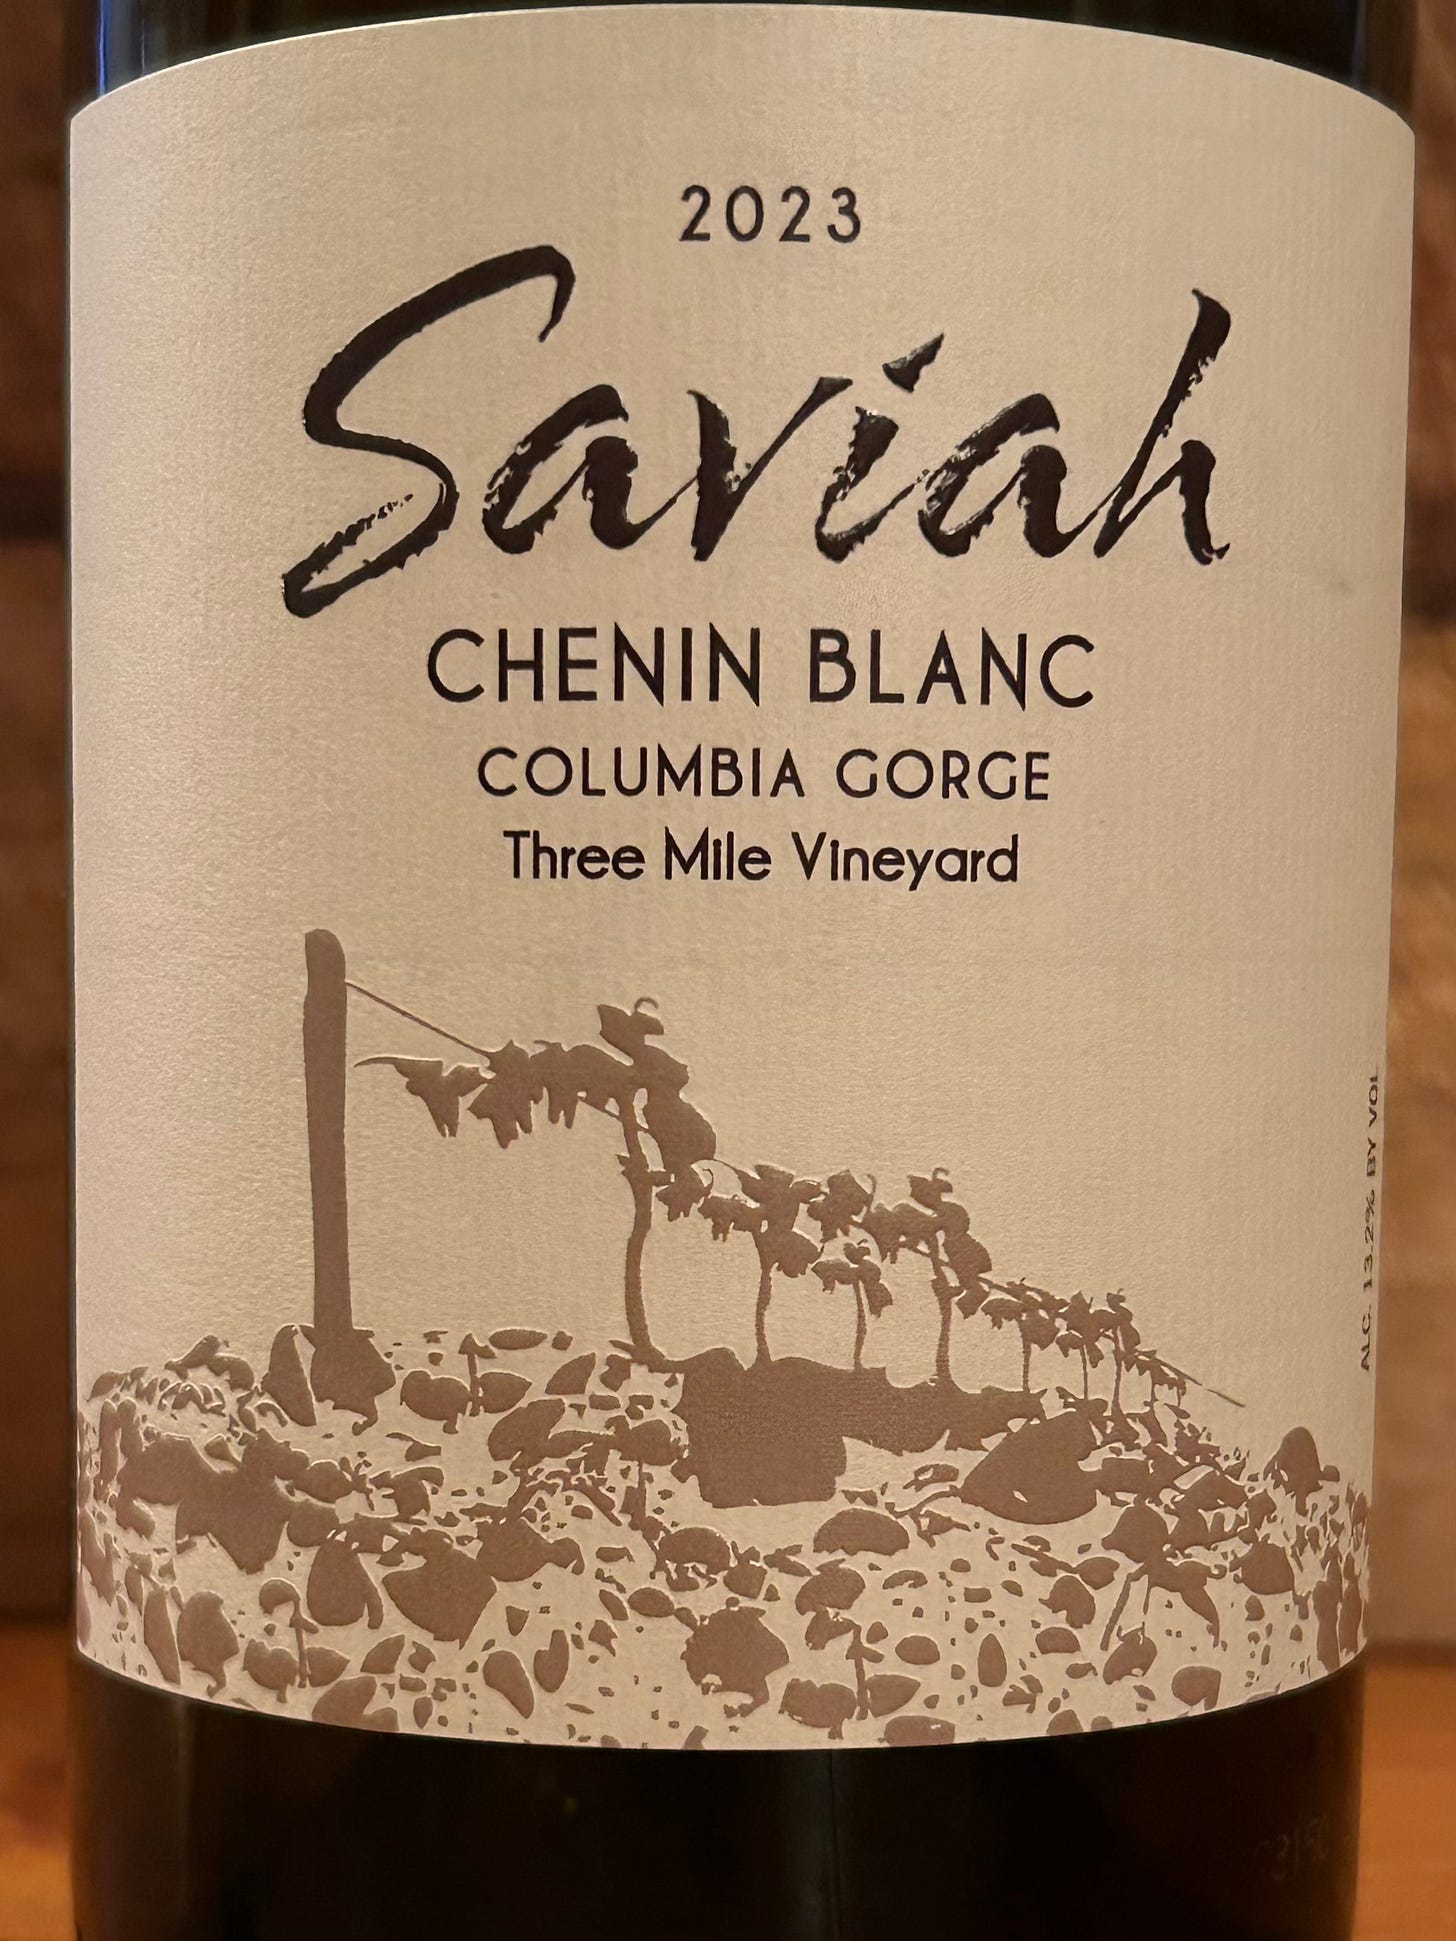 2023
Saviah
CHENIN BLANC
COLUMBIA GORGE
Three Mile Vineyard
ALC. 13.2% BY VOL